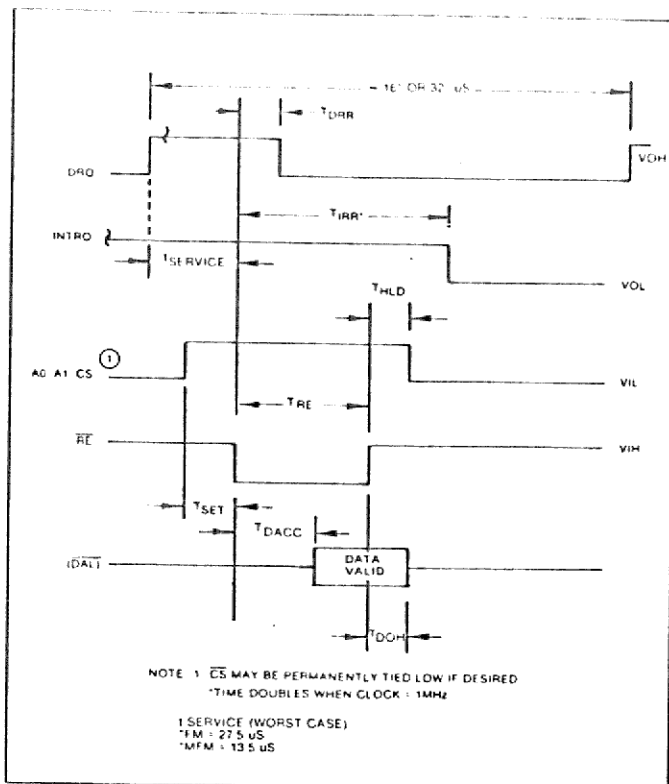 16* OR 32* uS
TDRR
DRQ
VOH
TIRR*
INTRQ
TSERVICE
VOL
THLD
1
A0 A1 CS
VIL
TRE
RE
VIH
TSET
TDACC
(DAL)
DATA
VALID
TDOH
NOTE 1 CS MAY BE PERMANENTLY TIED LOW IF DESIRED
*TIME DOUBLES WHEN CLOCK = 1MHz
T SERVICE (WORST CASE)
*FM = 27.5 uS
*MFM = 13.5 uS